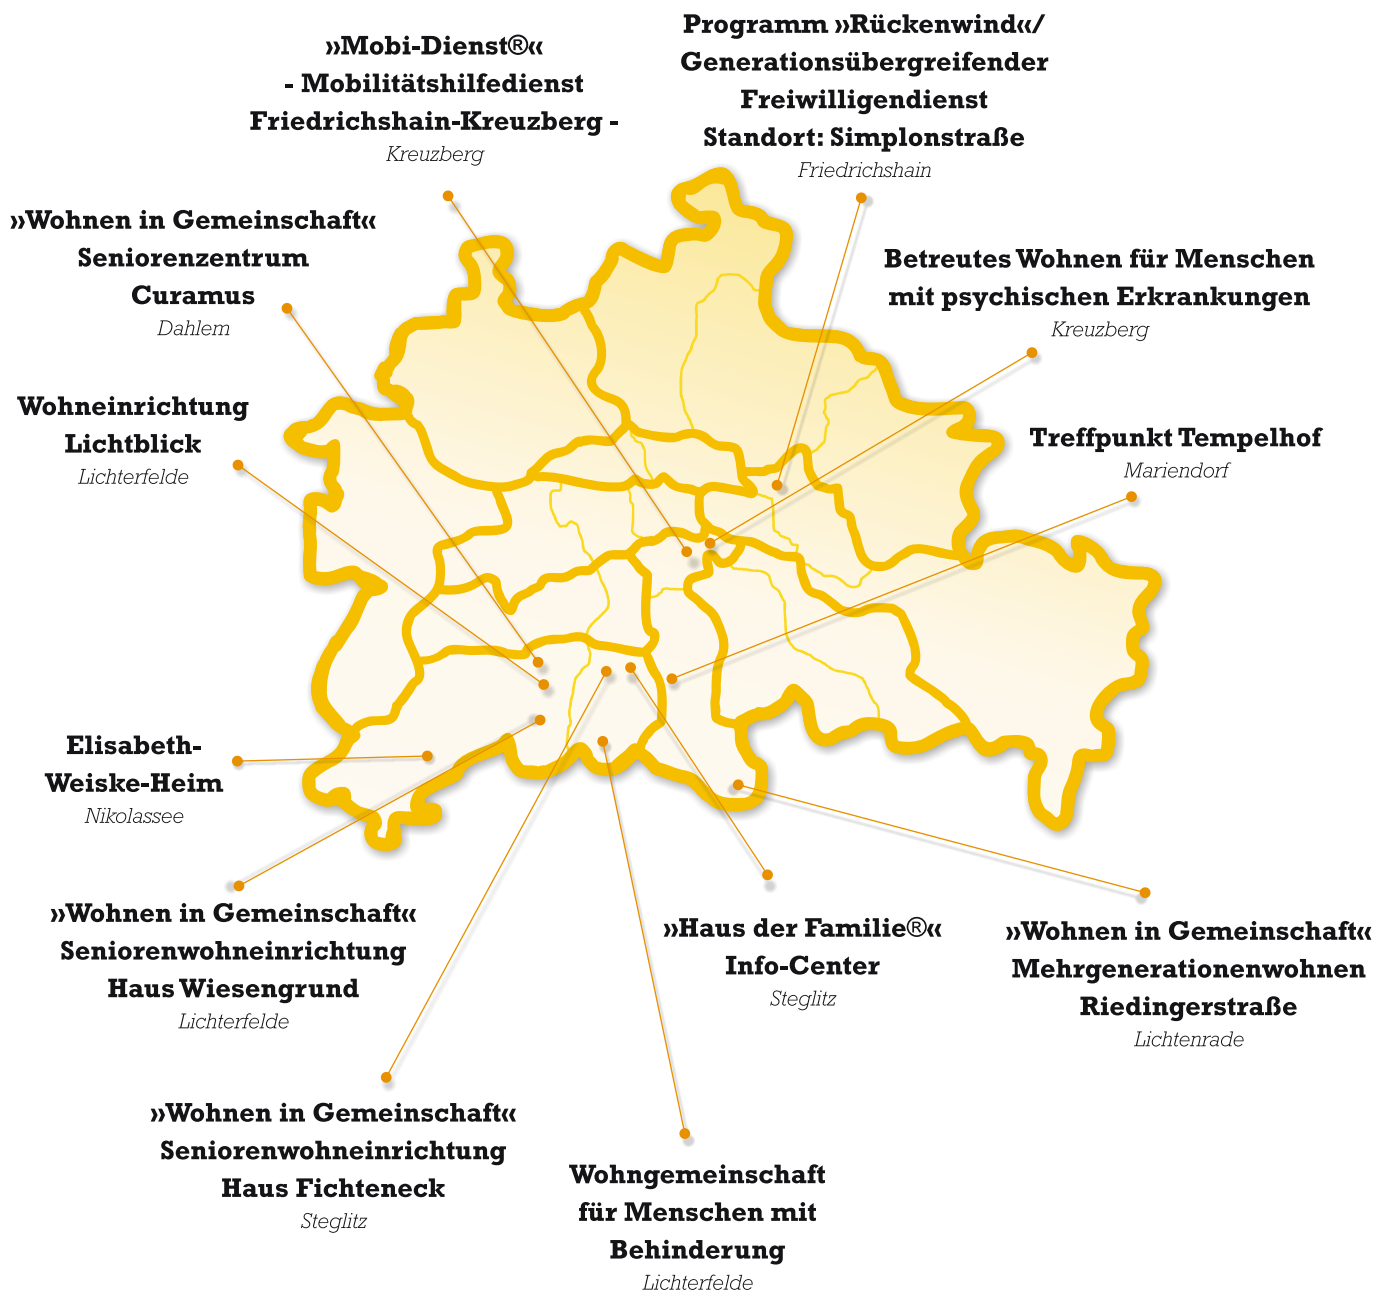 »Mobi-Dienst®«
- Mobilitätshilfedienst
Friedrichshain-Kreuzberg -
Kreuzberg
Programm »Rückenwind«/
Generationsübergreifender
Freiwilligendienst
Standort: Simplonstraße
Friedrichshain
»Wohnen in Gemeinschaft«
Seniorenzentrum
Curamus
Dahlem
Betreutes Wohnen für Menschen
mit psychischen Erkrankungen
Kreuzberg
Wohneinrichtung
Lichtblick
Lichterfelde
Treffpunkt Tempelhof
Mariendorf
Elisabeth-
Weiske-Heim
Nikolassee
»Wohnen in Gemeinschaft«
Seniorenwohneinrichtung
Haus Wiesengrund
Lichterfelde
»Haus der Familie®«
Info-Center
Steglitz
»Wohnen in Gemeinschaft«
Mehrgenerationenwohnen
Riedingerstraße
Lichtenrade
»Wohnen in Gemeinschaft«
Seniorenwohneinrichtung
Haus Fichteneck
Steglitz
Wohngemeinschaft
für Menschen mit
Behinderung
Lichterfelde